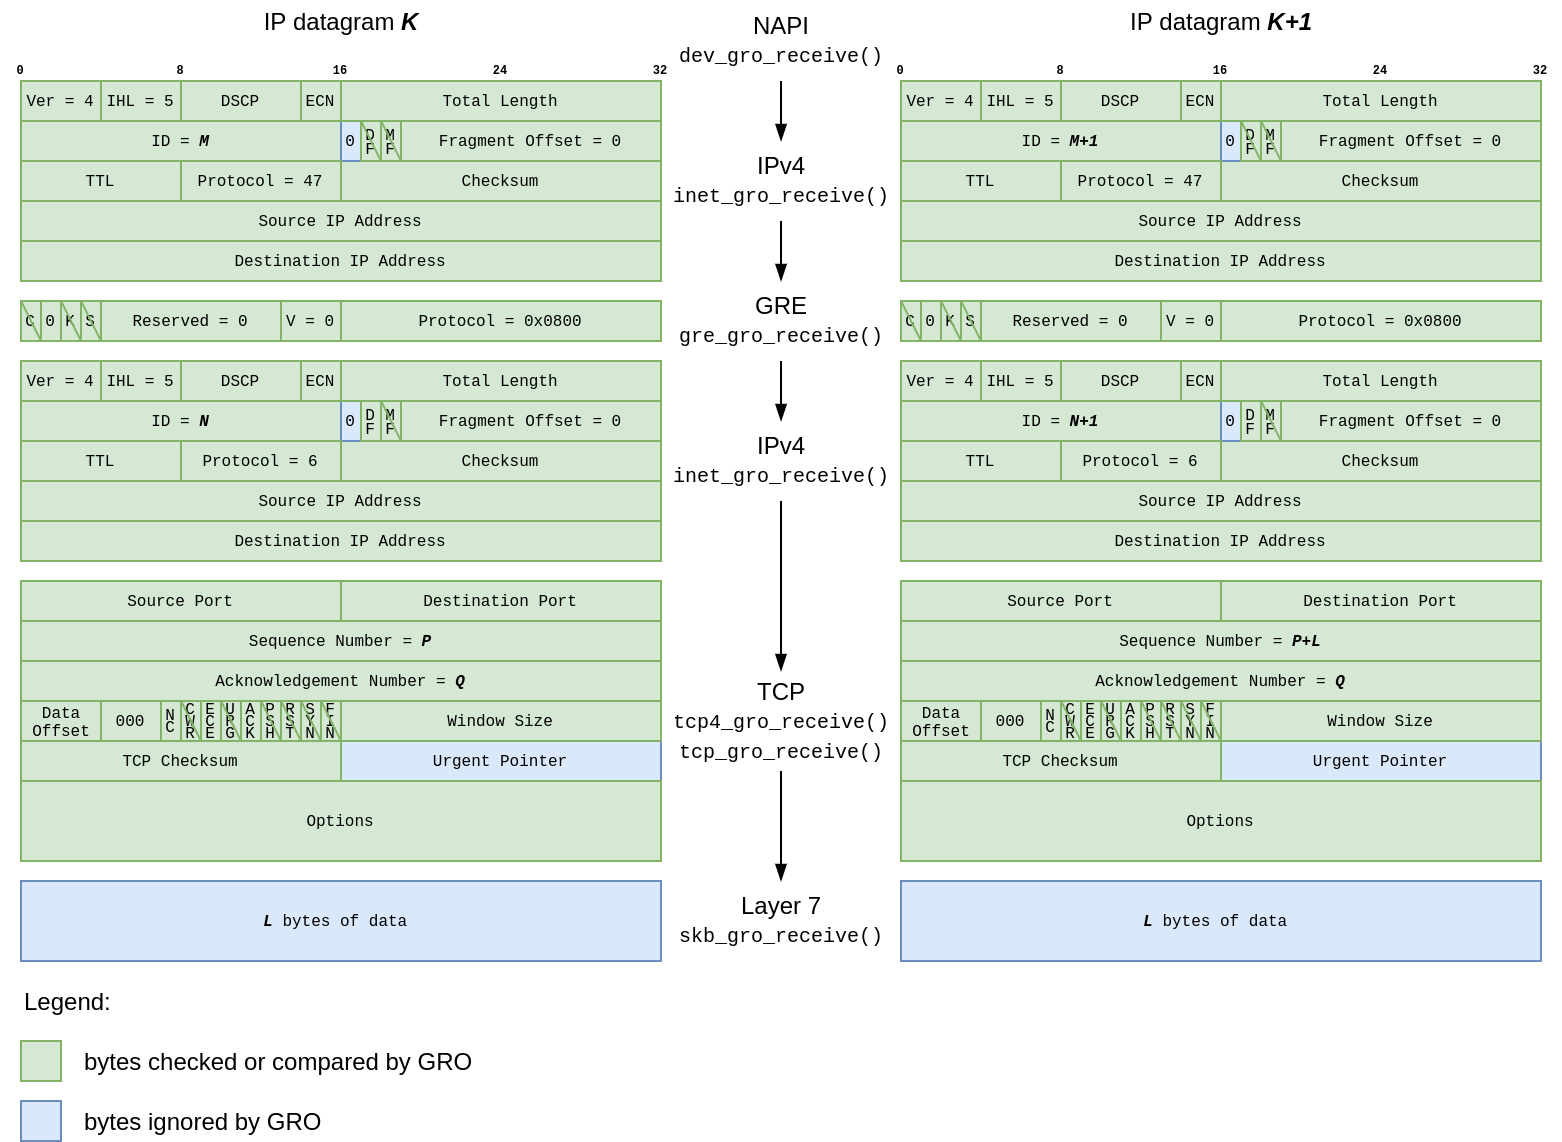 IP datagram K
0 8 16 24 32
Ver = 4 IHL = 5 DSCP ECN Total Length
ID = M 0 DF MF Fragment Offset = 0
TTL Protocol = 47 Checksum
Source IP Address
Destination IP Address
C 0 K S Reserved = 0 V = 0 Protocol = 0x0800
Ver = 4 IHL = 5 DSCP ECN Total Length
ID = N 0 DF MF Fragment Offset = 0
TTL Protocol = 6 Checksum
Source IP Address
Destination IP Address
Source Port Destination Port
Sequence Number = P
Acknowledgement Number = Q
Data Offset 000 NC CWR ECE URG ACK PSH RST SYN FIN Window Size
TCP Checksum Urgent Pointer
Options
L bytes of data
NAPI
dev_gro_receive()
IPv4
inet_gro_receive()
GRE
gre_gro_receive()
IPv4
inet_gro_receive()
TCP
tcp4_gro_receive()
tcp_gro_receive()
Layer 7
skb_gro_receive()
IP datagram K+1
0 8 16 24 32
Ver = 4 IHL = 5 DSCP ECN Total Length
ID = M+1 0 DF MF Fragment Offset = 0
TTL Protocol = 47 Checksum
Source IP Address
Destination IP Address
C 0 K S Reserved = 0 V = 0 Protocol = 0x0800
Ver = 4 IHL = 5 DSCP ECN Total Length
ID = N+1 0 DF MF Fragment Offset = 0
TTL Protocol = 6 Checksum
Source IP Address
Destination IP Address
Source Port Destination Port
Sequence Number = P+L
Acknowledgement Number = Q
Data Offset 000 NC CWR ECE URG ACK PSH RST SYN FIN Window Size
TCP Checksum Urgent Pointer
Options
L bytes of data
Legend:
bytes checked or compared by GRO
bytes ignored by GRO